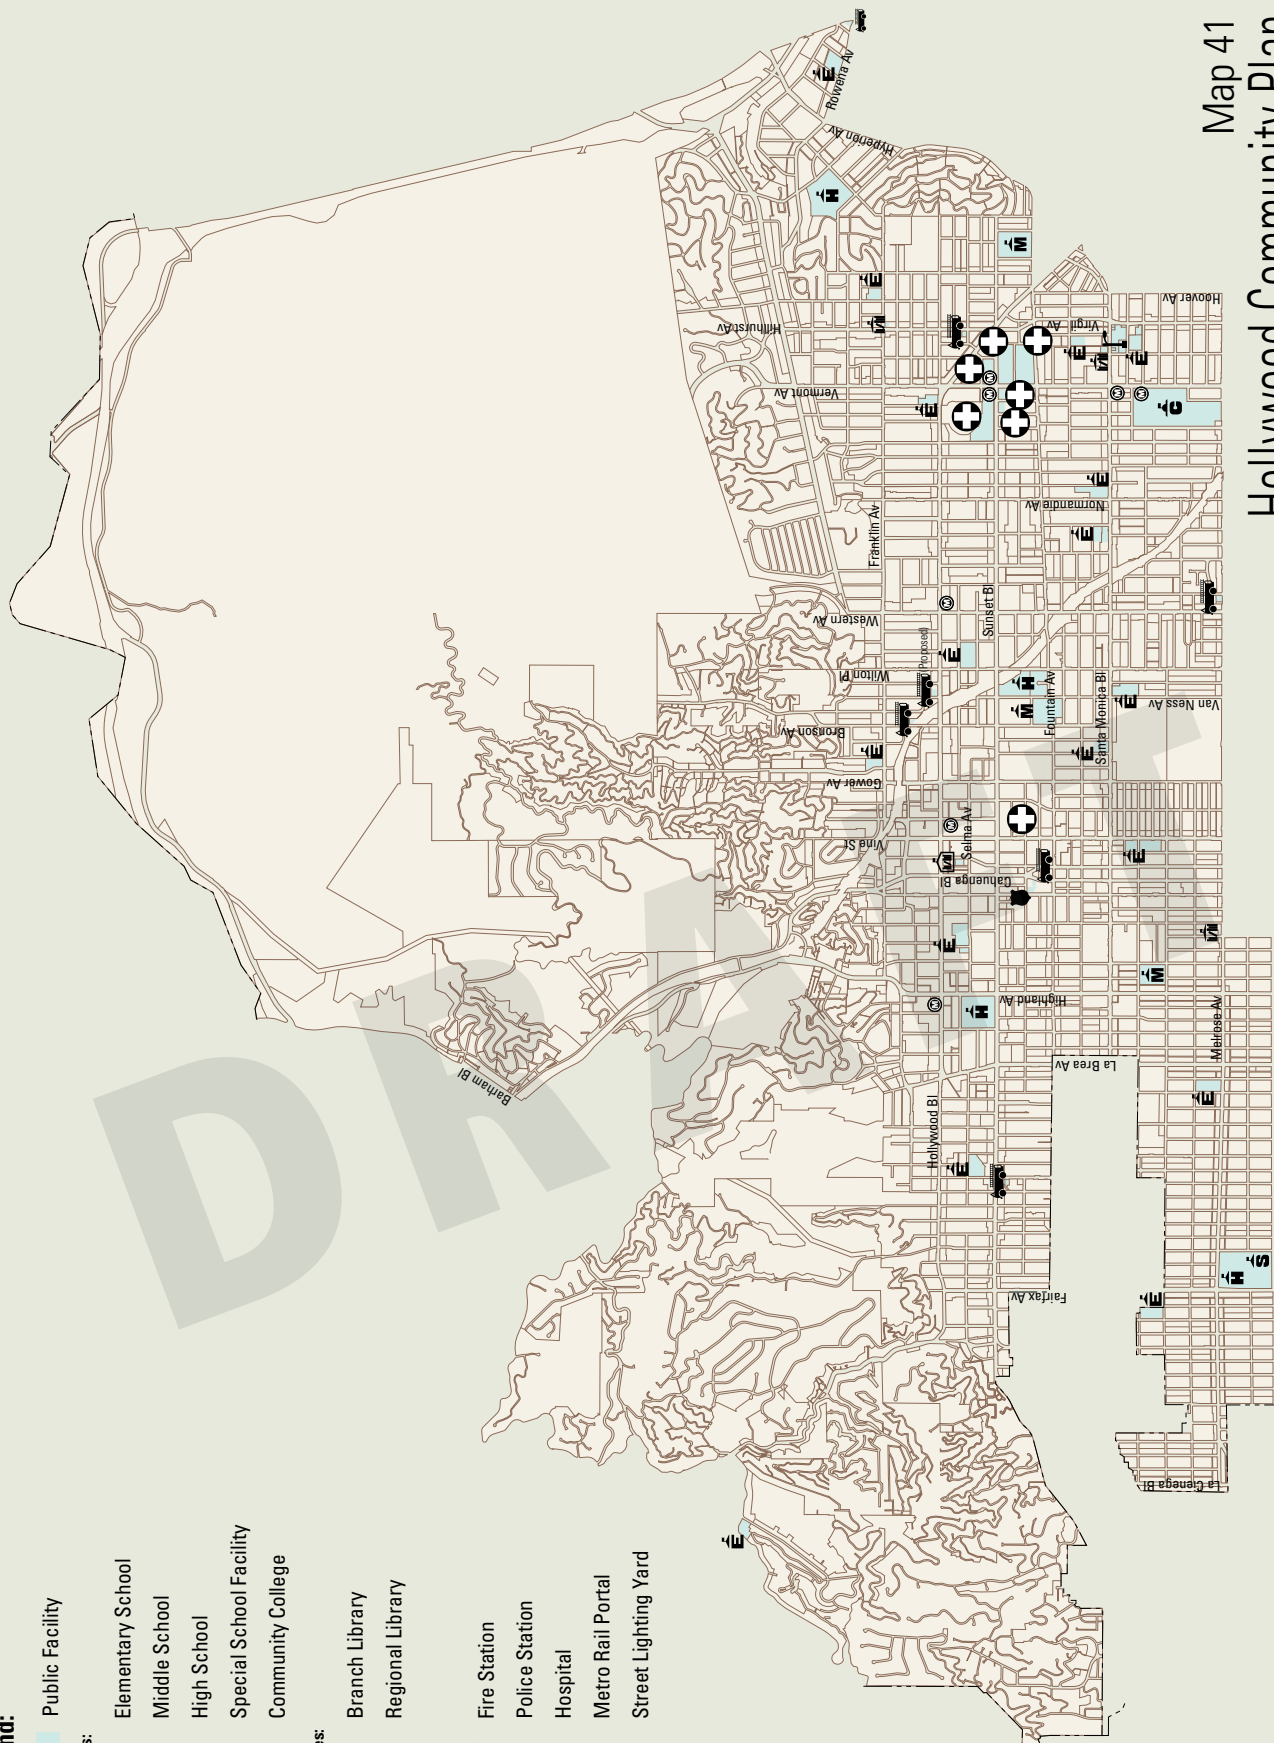 Map 41
Hollywood Community Plan
nd:
Public Facility
s:
Elementary School
Middle School
High School
Special School Facility
Community College
es:
Branch Library
Regional Library
Fire Station
Police Station
Hospital
Metro Rail Portal
Street Lighting Yard
DRAFT
Barham Bl
Rowena Av
Hyperion Av
Hillhurst Av
Vermont Av
Franklin Av
Western Av
Wilton Pl
(Proposed)
Bronson Av
Gower Av
Vine St
Selma Av
Cahuenga Bl
Sunset Bl
Fountain Av
Santa Monica Bl
Van Ness Av
Normandie Av
Virgil Av
Hoover Av
Highland Av
Melrose Av
La Brea Av
Hollywood Bl
Fairfax Av
La Cienega Bl
E
H
E
M
E
E
E
C
E
E
E
H
M
E
E
E
E
E
M
H
E
E
H
S
E
E
M
M
M
M
M
M
M